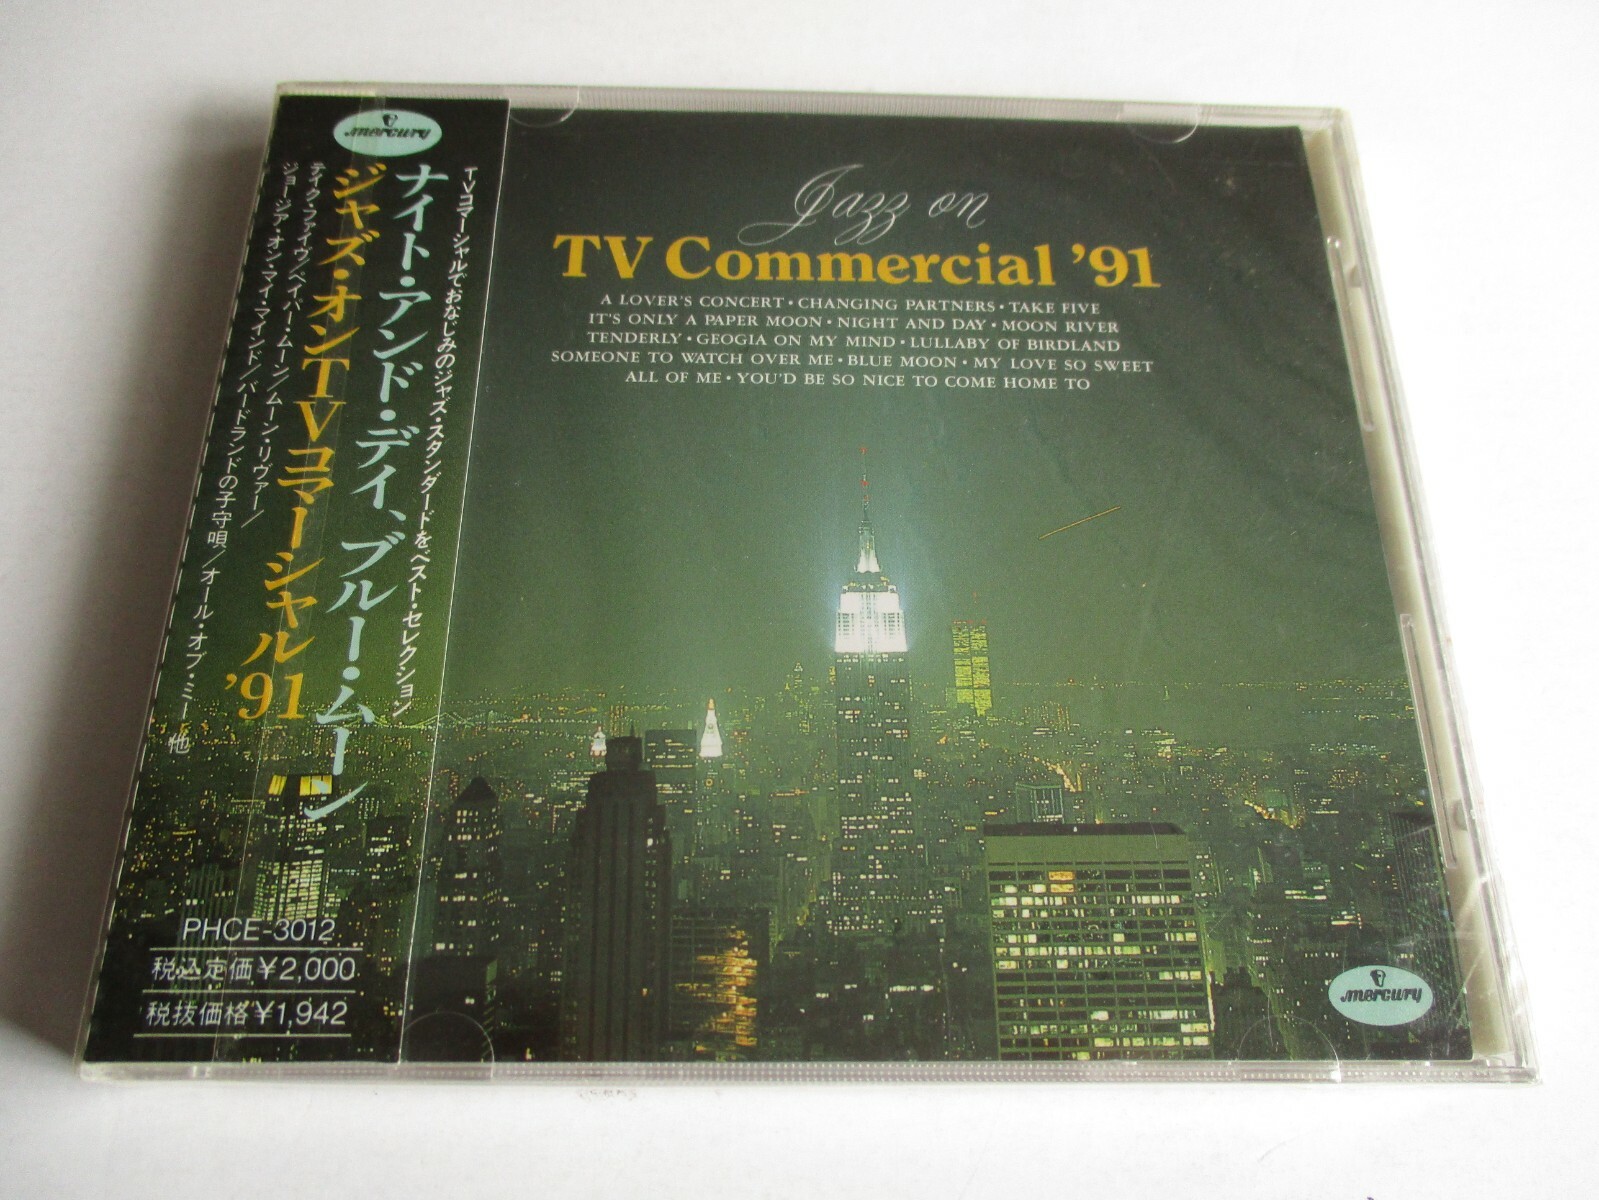 mercury
TVコマーシャルでおなじみのジャズ・スタンダードをベスト・セレクション
ナイト・アンド・デイ、ブルー・ムーン
ジャズ・オンTVコマーシャル'91
テイク・ファイヴ/ペイパー・ムーン/ムーン・リヴァー/
ジョージア・オン・マイ・マインド/バードランドの子守唄/オール・オブ・ミー 他
PHCE-3012
税込定価¥2,000
税抜価格¥1,942
Jazz on
TV Commercial '91
A LOVER'S CONCERT・CHANGING PARTNERS・TAKE FIVE
IT'S ONLY A PAPER MOON・NIGHT AND DAY・MOON RIVER
TENDERLY・GEOGIA ON MY MIND・LULLABY OF BIRDLAND
SOMEONE TO WATCH OVER ME・BLUE MOON・MY LOVE SO SWEET
ALL OF ME・YOU'D BE SO NICE TO COME HOME TO
mercury